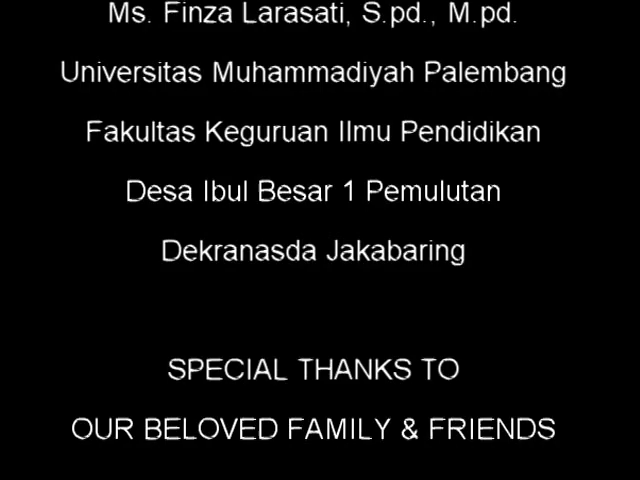 Ms. Finza Larasati, S.pd., M.pd.
Universitas Muhammadiyah Palembang
Fakultas Keguruan Ilmu Pendidikan
Desa Ibul Besar 1 Pemulutan
Dekranasda Jakabaring
SPECIAL THANKS TO
OUR BELOVED FAMILY & FRIENDS